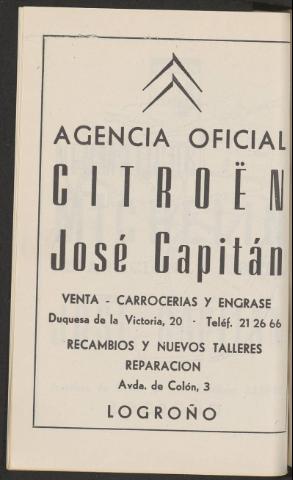 AGENCIA OFICIAL
CITROËN
José Capitán
VENTA - CARROCERIAS Y ENGRASE
Duquesa de la Victoria, 20 - Teléf. 21 26 66
RECAMBIOS Y NUEVOS TALLERES
REPARACION
Avda. de Colón, 3
LOGROÑO